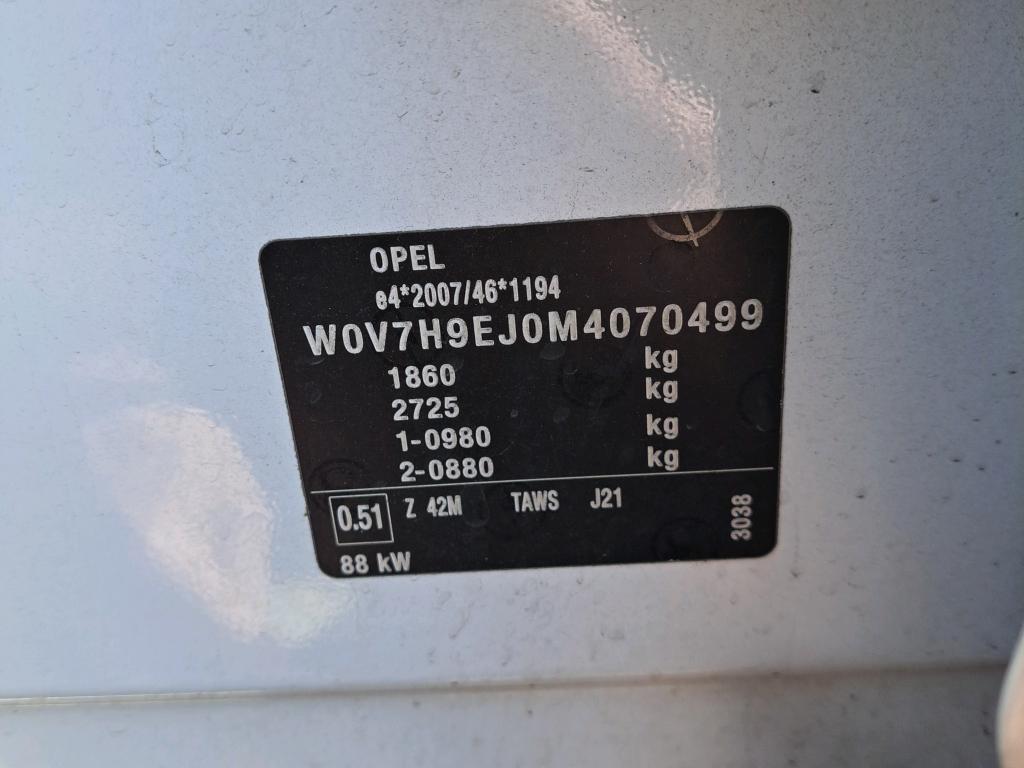 OPEL
e4*2007/46*1194
W0V7H9EJ0M4070499
1860 kg
2725 kg
1-0980 kg
2-0880 kg
0.51 Z 42M TAWS J21
88 kW
3038